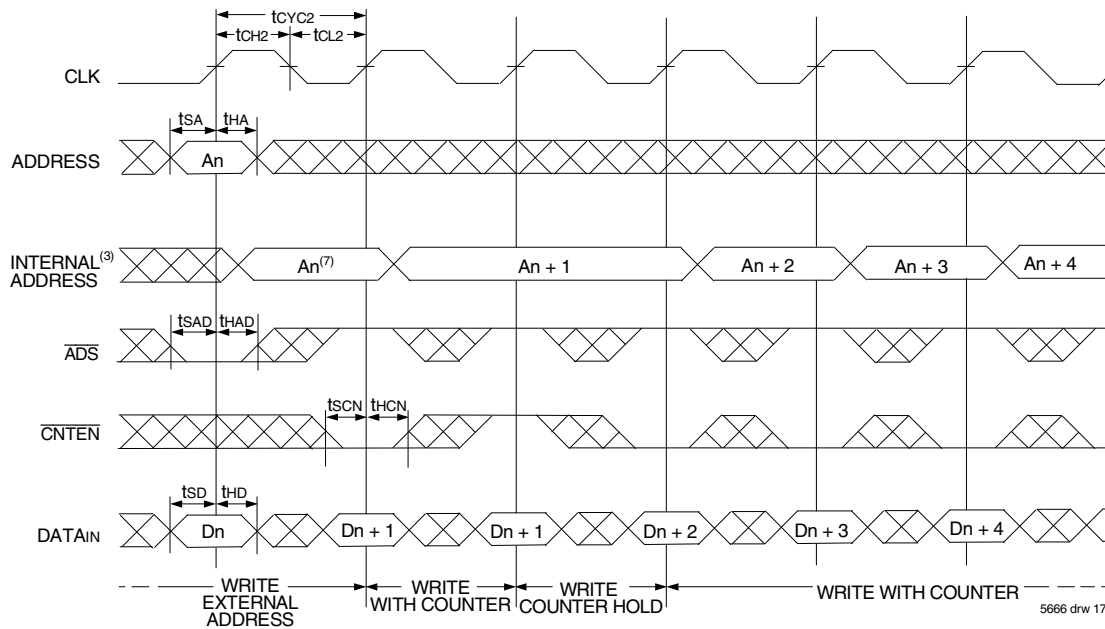 tCYC2
tCH2 tCL2
CLK
tSA tHA
ADDRESS An
INTERNAL(3) ADDRESS An(7) An + 1 An + 2 An + 3 An + 4
tSAD tHAD
ADS
tSCN tHCN
CNTEN
tSD tHD
DATAIN Dn Dn + 1 Dn + 1 Dn + 2 Dn + 3 Dn + 4
WRITE EXTERNAL ADDRESS
WRITE WITH COUNTER
WRITE COUNTER HOLD
WRITE WITH COUNTER
5666 drw 17